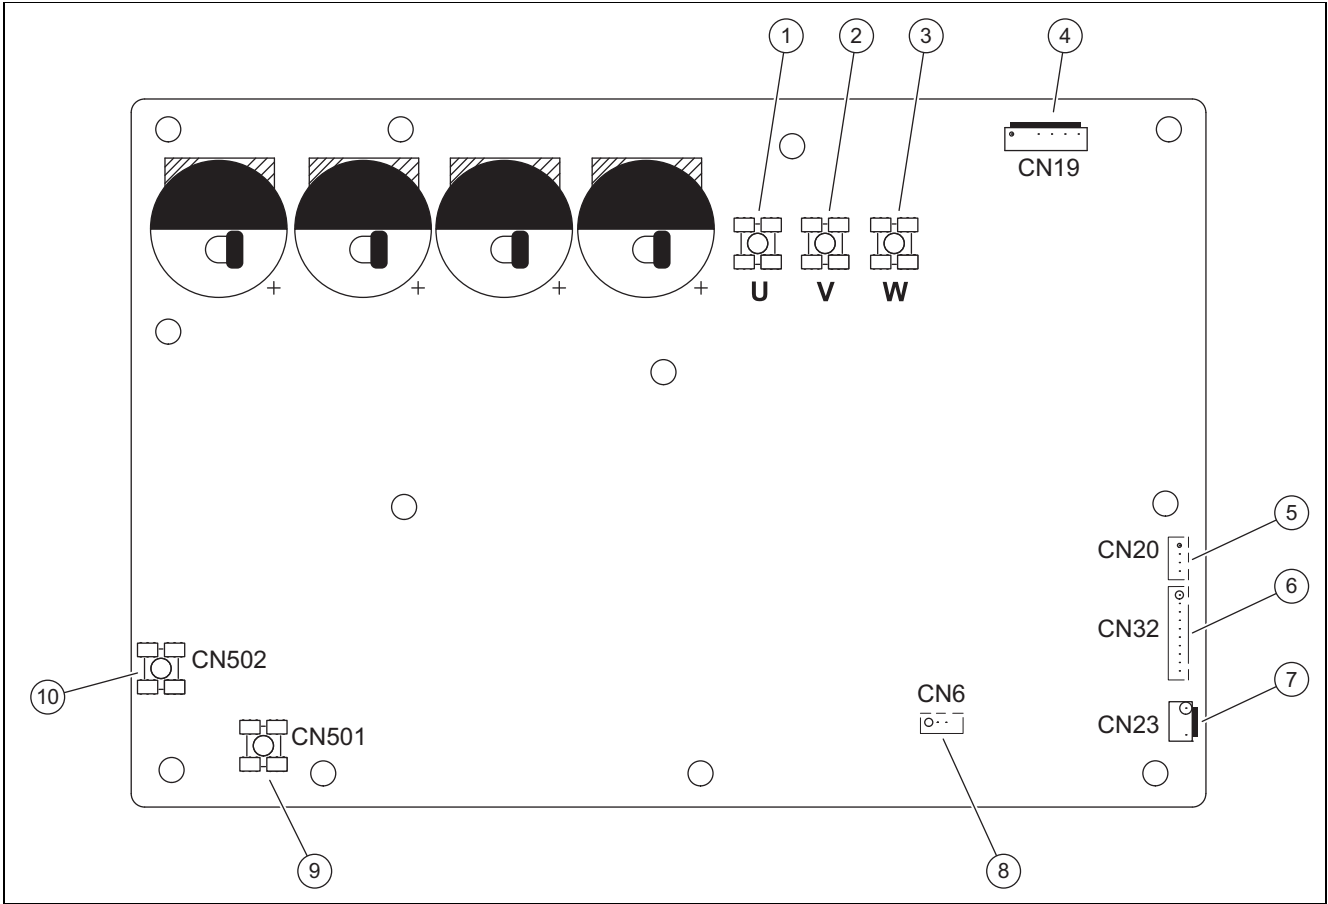 1 2 3 4
CN19
+ + + +
U V W
5
CN20
6
CN32
CN502
10
7
CN6
CN23
CN501
9 8